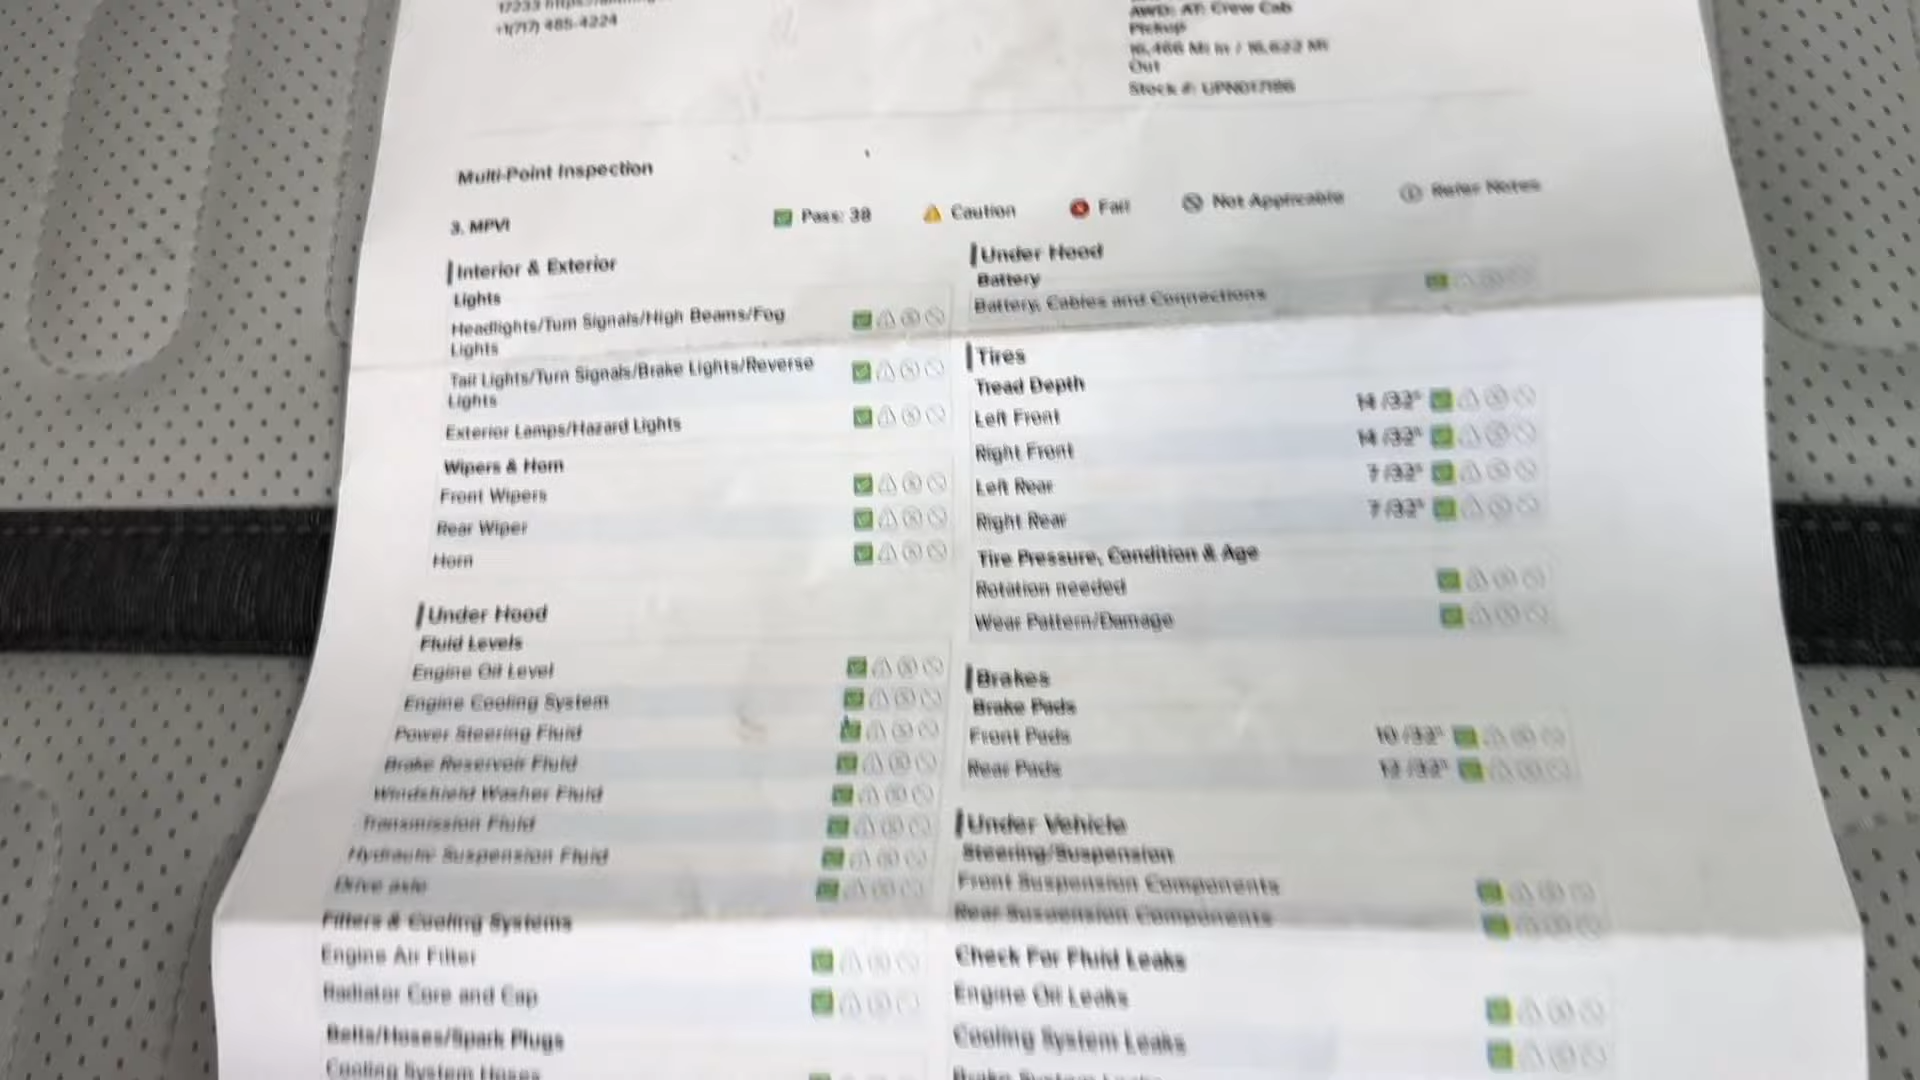 +1(717) 485-4224
AWD: AT: Crew Cab
Pickup
16,466 Mi In / 16,622 Mi
Out
Stock #:
Multi-Point Inspection
3. MPVI
Pass: 38
Caution
Fail
Not Applicable
Refer Notes
Interior & Exterior
Lights
Headlights/Turn Signals/High Beams/Fog
Lights
Tail Lights/Turn Signals/Brake Lights/Reverse
Lights
Exterior Lamps/Hazard Lights
Wipers & Horn
Front Wipers
Rear Wiper
Horn
Under Hood
Fluid Levels
Engine Oil Level
Engine Cooling System
Power Steering Fluid
Brake Reservoir Fluid
Windshield Washer Fluid
Transmission Fluid
Hydraulic Suspension Fluid
Drive axle
Filters & Cooling Systems
Engine Air Filter
Radiator Core and Cap
Belts/Hoses/Spark Plugs
Cooling System Hoses
Under Hood
Battery
Battery, Cables and Connections
Tires
Tread Depth
Left Front 14 /32"
Right Front 14 /32"
Left Rear 7 /32"
Right Rear 7 /32"
Tire Pressure, Condition & Age
Rotation needed
Wear Pattern/Damage
Brakes
Brake Pads
Front Pads 10 /32"
Rear Pads 12 /32"
Under Vehicle
Steering/Suspension
Front Suspension Components
Rear Suspension Components
Check For Fluid Leaks
Engine Oil Leaks
Cooling System Leaks
Brake System Leaks